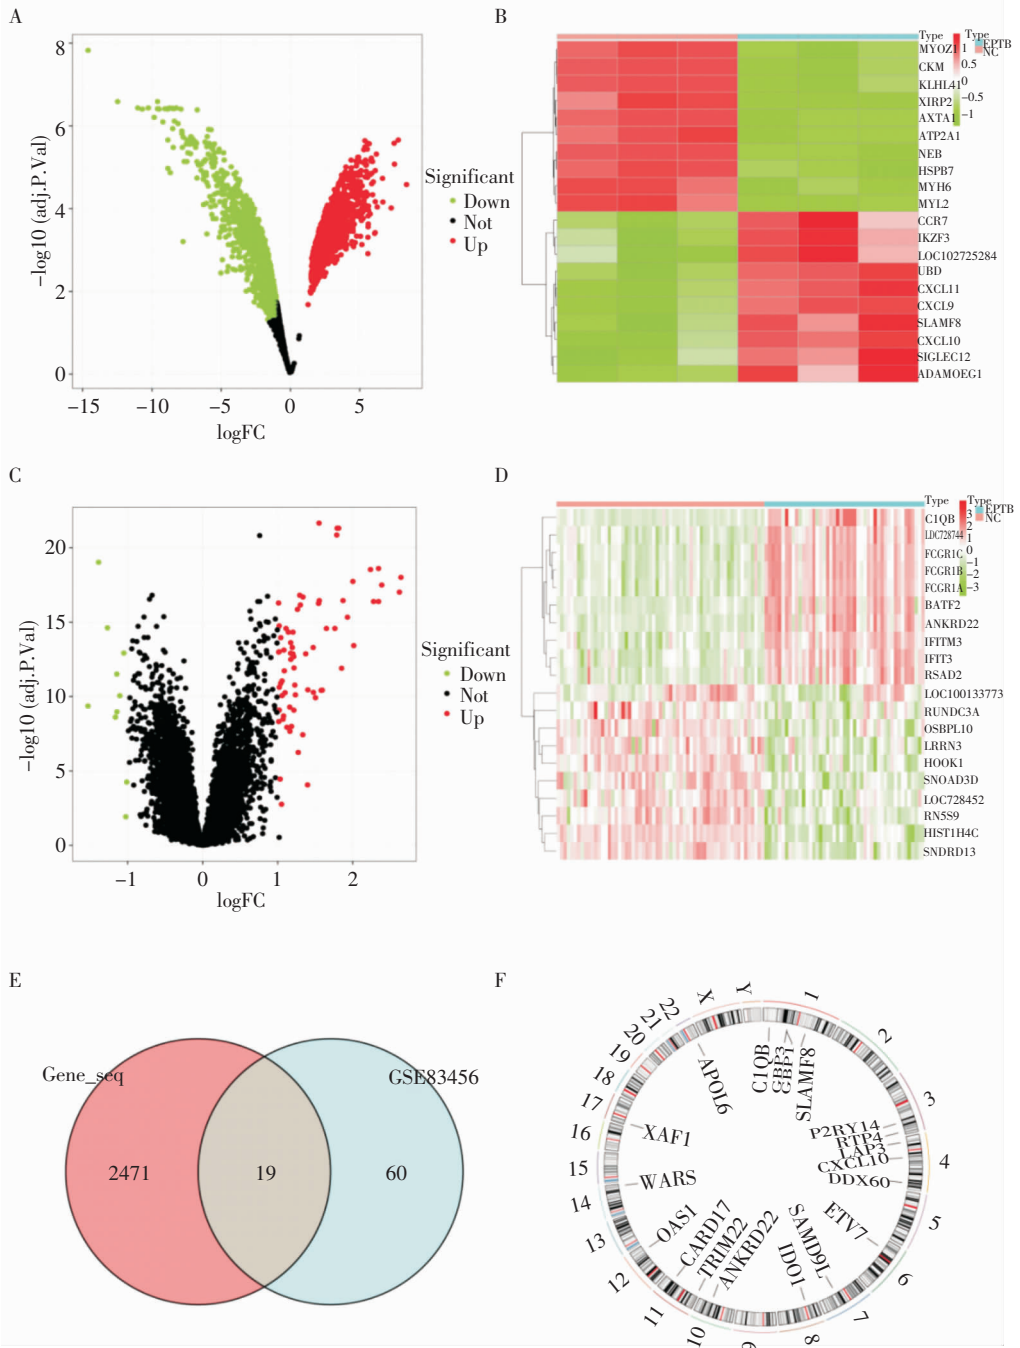 A
8
6
4
2
0
−log10 (adj.P.Val)
−15
−10
−5
0
5
logFC
Significant
Down
Not
Up
B
Type
MYOZ1
CKM
KLHL41
XIRP2
AXTA1
ATP2A1
NEB
HSPB7
MYH6
MYL2
CCR7
IKZF3
LOC102725284
UBD
CXCL11
CXCL9
SLAMF8
CXCL10
SIGLEC12
ADAMOEG1
Type
EPTB
NC
1
0.5
0
−0.5
−1
C
20
15
10
5
0
−log10 (adj.P.Val)
−1
0
1
2
logFC
Significant
Down
Not
Up
D
Type
C1QB
LDC728744
FCGR1C
FCGR1B
FCGR1A
BATF2
ANKRD22
IFITM3
IFIT3
RSAD2
LOC100133773
RUNDC3A
OSBPL10
LRRN3
HOOK1
SNOAD3D
LOC728452
RN5S9
HIST1H4C
SNDRD13
Type
EPTB
NC
3
2
1
0
−1
−2
−3
E
Gene_seq
GSE83456
2471
19
60
F
1
2
3
4
5
6
7
8
9
10
11
12
13
14
15
16
17
18
19
20
21
22
X
Y
C1QB
GBP3
GBP1
SLAMF8
P2RY14
RTP4
LAP3
CXCL10
DDX60
ETV7
SAMD9L
IDO1
ANKRD22
TRIM22
CARD17
OAS1
WARS
XAF1
APOL6